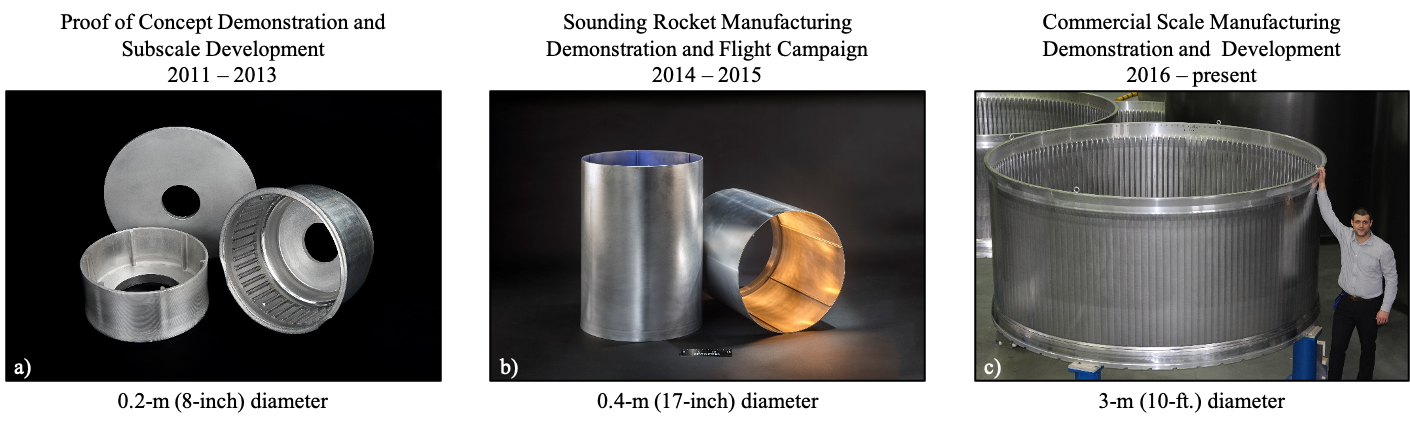 Proof of Concept Demonstration and
Subscale Development
2011 – 2013
a)
0.2-m (8-inch) diameter
Sounding Rocket Manufacturing
Demonstration and Flight Campaign
2014 – 2015
b)
0.4-m (17-inch) diameter
Commercial Scale Manufacturing
Demonstration and Development
2016 – present
c)
3-m (10-ft.) diameter